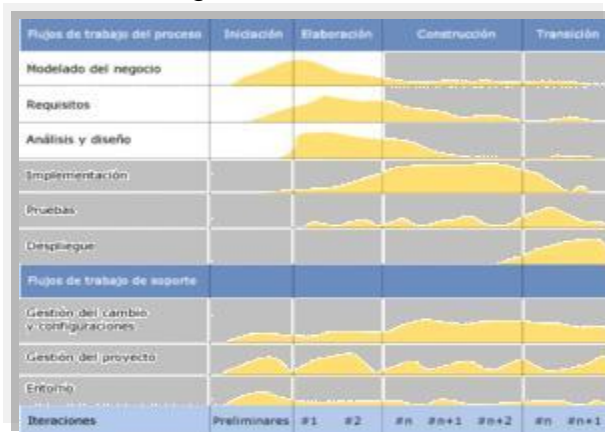 Flujos de trabajo del proceso Iniciación Elaboración Construcción Transición
Modelado del negocio
Requisitos
Análisis y diseño
Implementación
Pruebas
Despliegue
Flujos de trabajo de soporte
Gestión del cambio
y configuraciones
Gestión del proyecto
Entorno
Iteraciones Preliminares #1 #2 #n #n+1 #n+2 #n #n+1